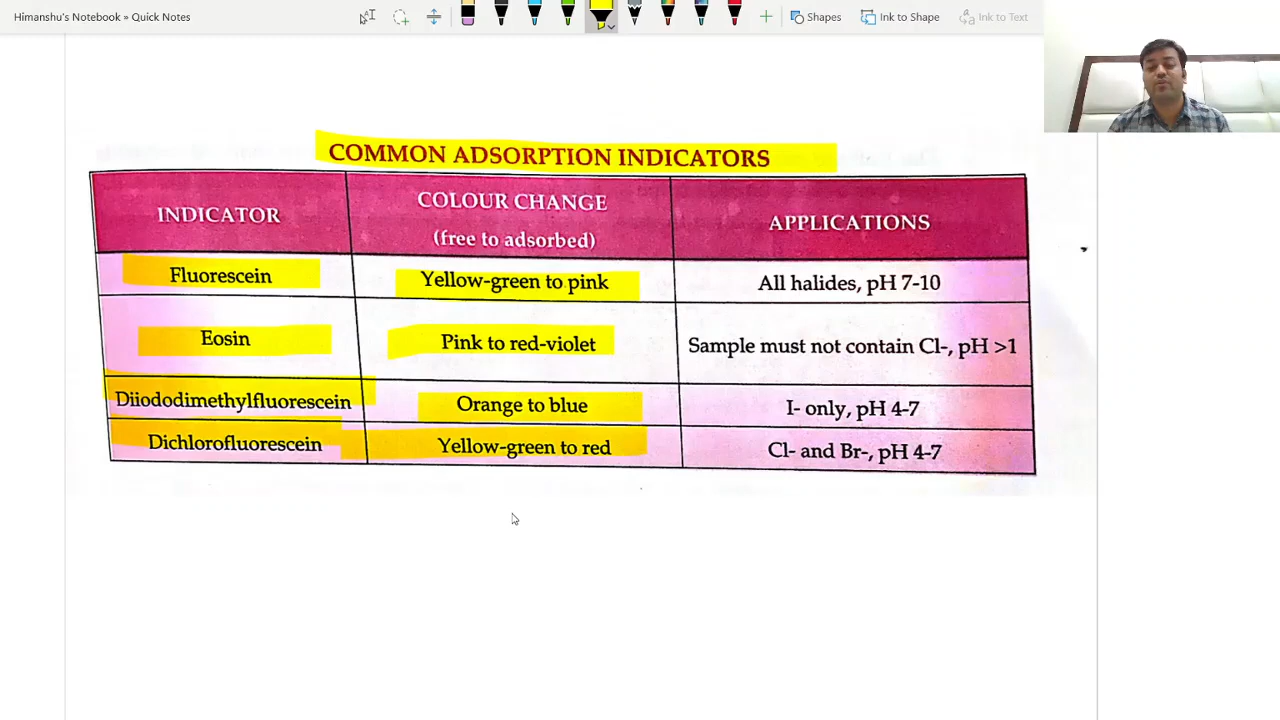 Himanshu's Notebook » Quick Notes
Shapes
Ink to Shape
Ink to Text
COMMON ADSORPTION INDICATORS
INDICATOR
COLOUR CHANGE
(free to adsorbed)
APPLICATIONS
Fluorescein
Yellow-green to pink
All halides, pH 7-10
Eosin
Pink to red-violet
Sample must not contain Cl-, pH >1
Diiododimethylfluorescein
Orange to blue
I- only, pH 4-7
Dichlorofluorescein
Yellow-green to red
Cl- and Br-, pH 4-7